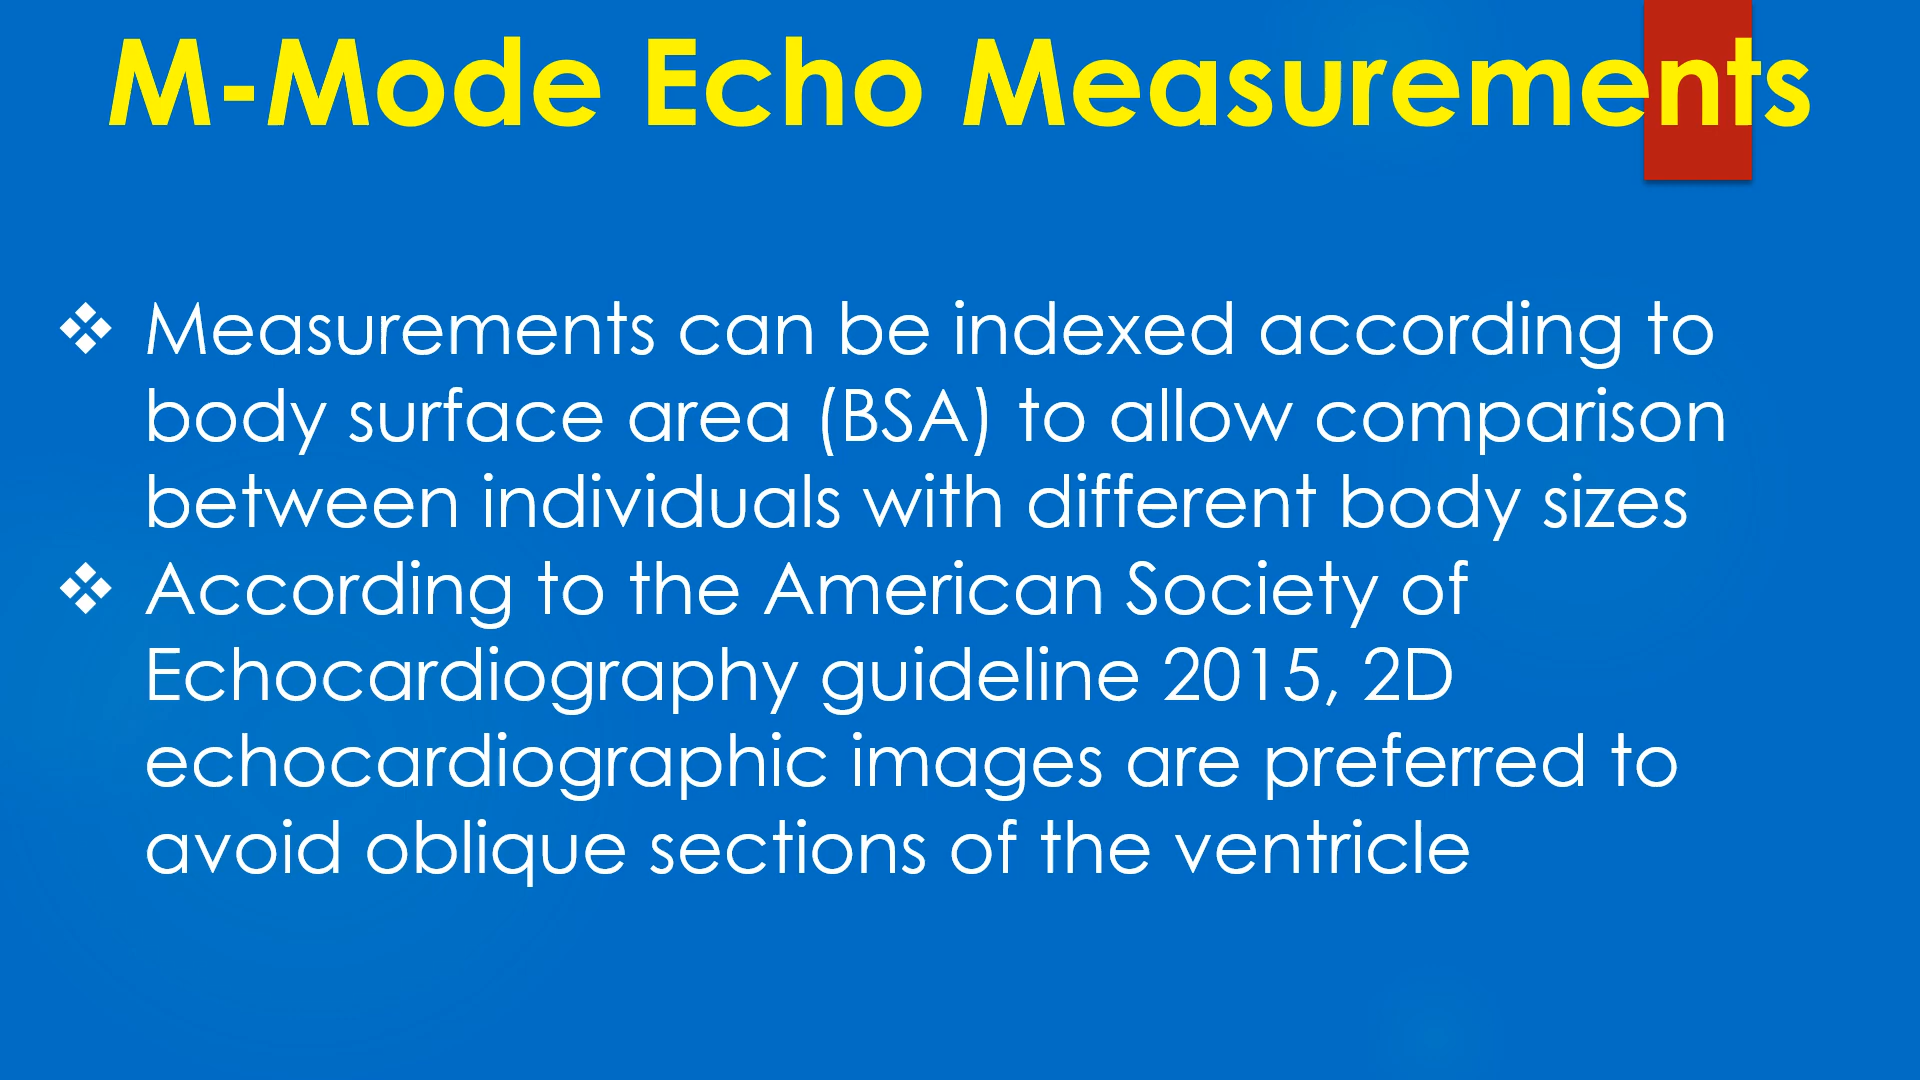 M-Mode Echo Measurements
❖ Measurements can be indexed according to
body surface area (BSA) to allow comparison
between individuals with different body sizes
❖ According to the American Society of
Echocardiography guideline 2015, 2D
echocardiographic images are preferred to
avoid oblique sections of the ventricle